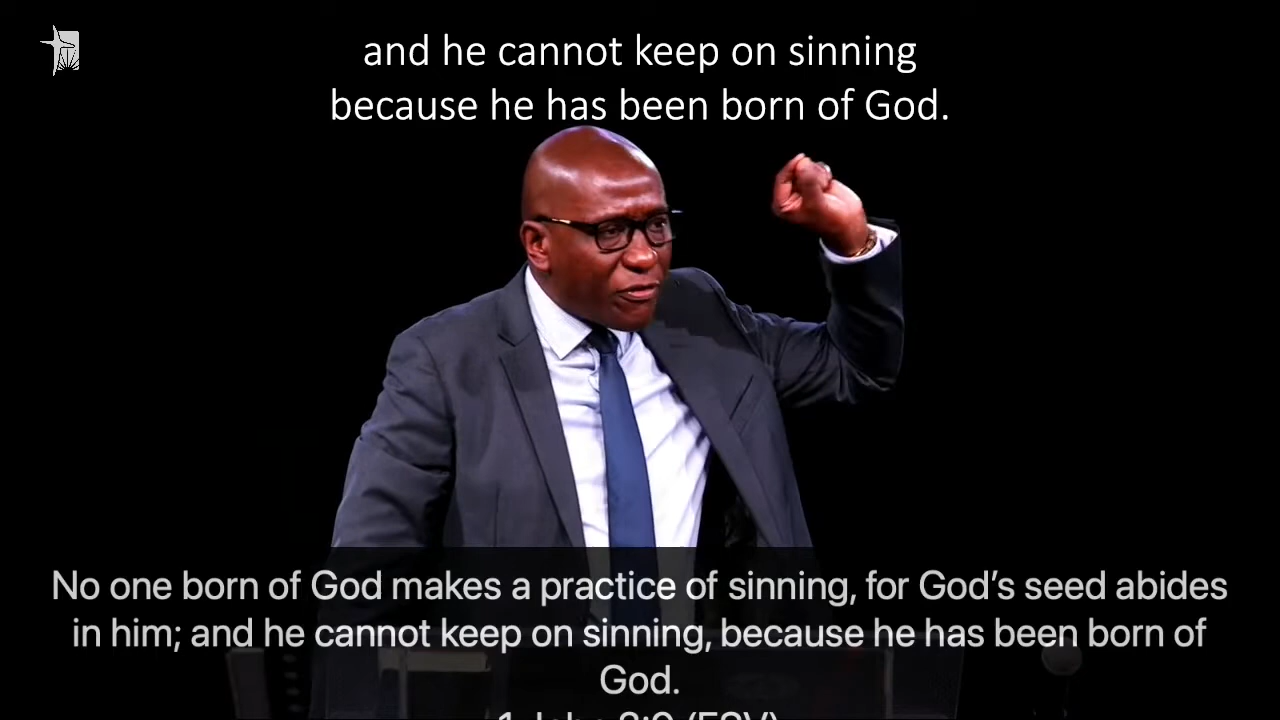 and he cannot keep on sinning
because he has been born of God.
No one born of God makes a practice of sinning, for God’s seed abides
in him; and he cannot keep on sinning, because he has been born of
God.